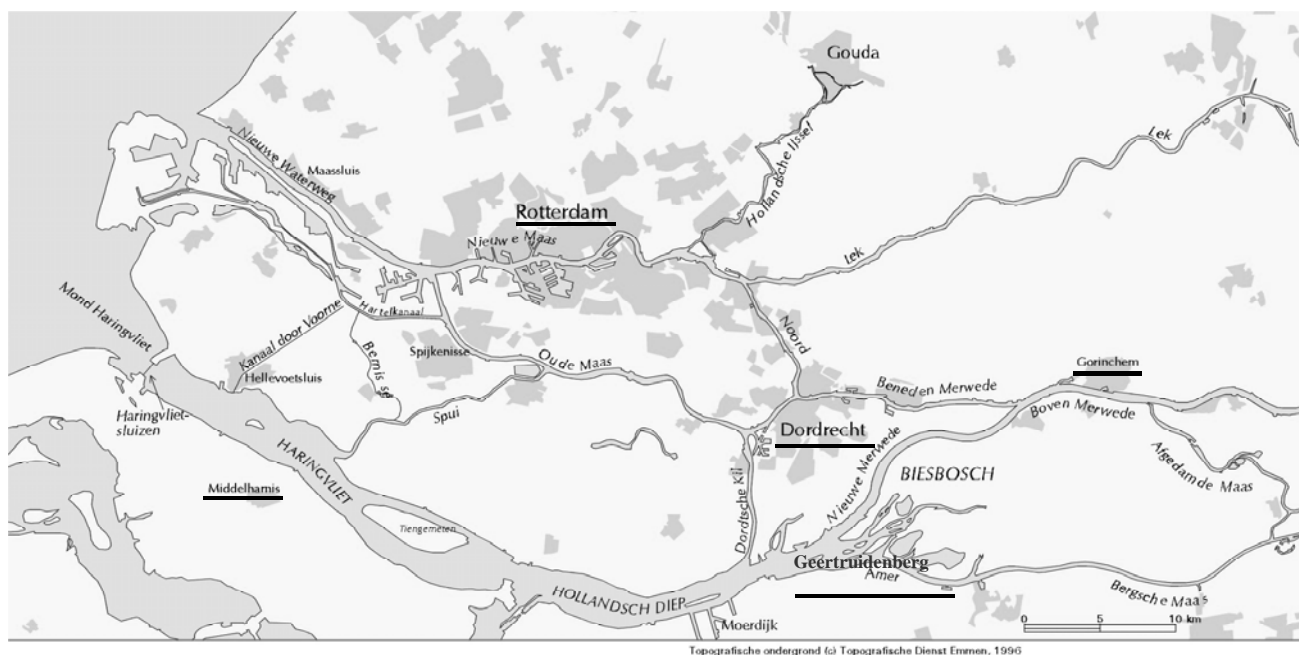 Gouda
Nieuwe Waterweg
Maassluis
Hollandsche IJssel
Lek
Rotterdam
Nieuwe Maas
Lek
Mond Haringvliet
Kanaal door Voorne
Hartelkanaal
Noord
Bernisse
Spijkenisse
Oude Maas
Gorinchem
Hellevoetsluis
Beneden Merwede
Boven Merwede
Haringvliet-
sluizen
Spui
Dordrecht
Afgedamde Maas
HARINGVLIET
Nieuwe Merwede
BIESBOSCH
Middelharnis
Dordtsche Kil
Tiengemeten
Geertruidenberg
Amer
HOLLANDSCH DIEP
Bergsche Maas
Moerdijk
0 5 10 km
Topografische ondergrond (c) Topografische Dienst Emmen, 1996